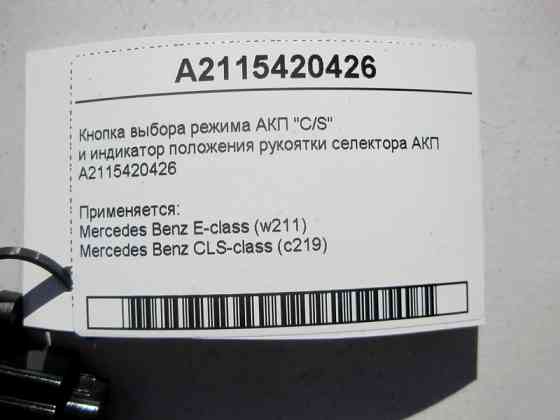 A2115420426
Кнопка выбора режима АКП "C/S"
и индикатор положения рукоятки селектора АКП
A2115420426
Применяется:
Mercedes Benz E-class (w211)
Mercedes Benz CLS-class (c219)